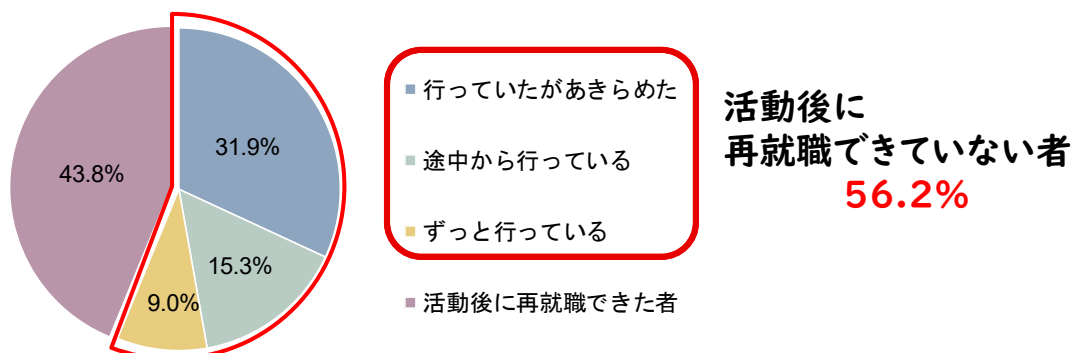 31.9%
43.8%
15.3%
9.0%
行っていたがあきらめた
途中から行っている
ずっと行っている
活動後に再就職できた者
活動後に
再就職できていない者
56.2%